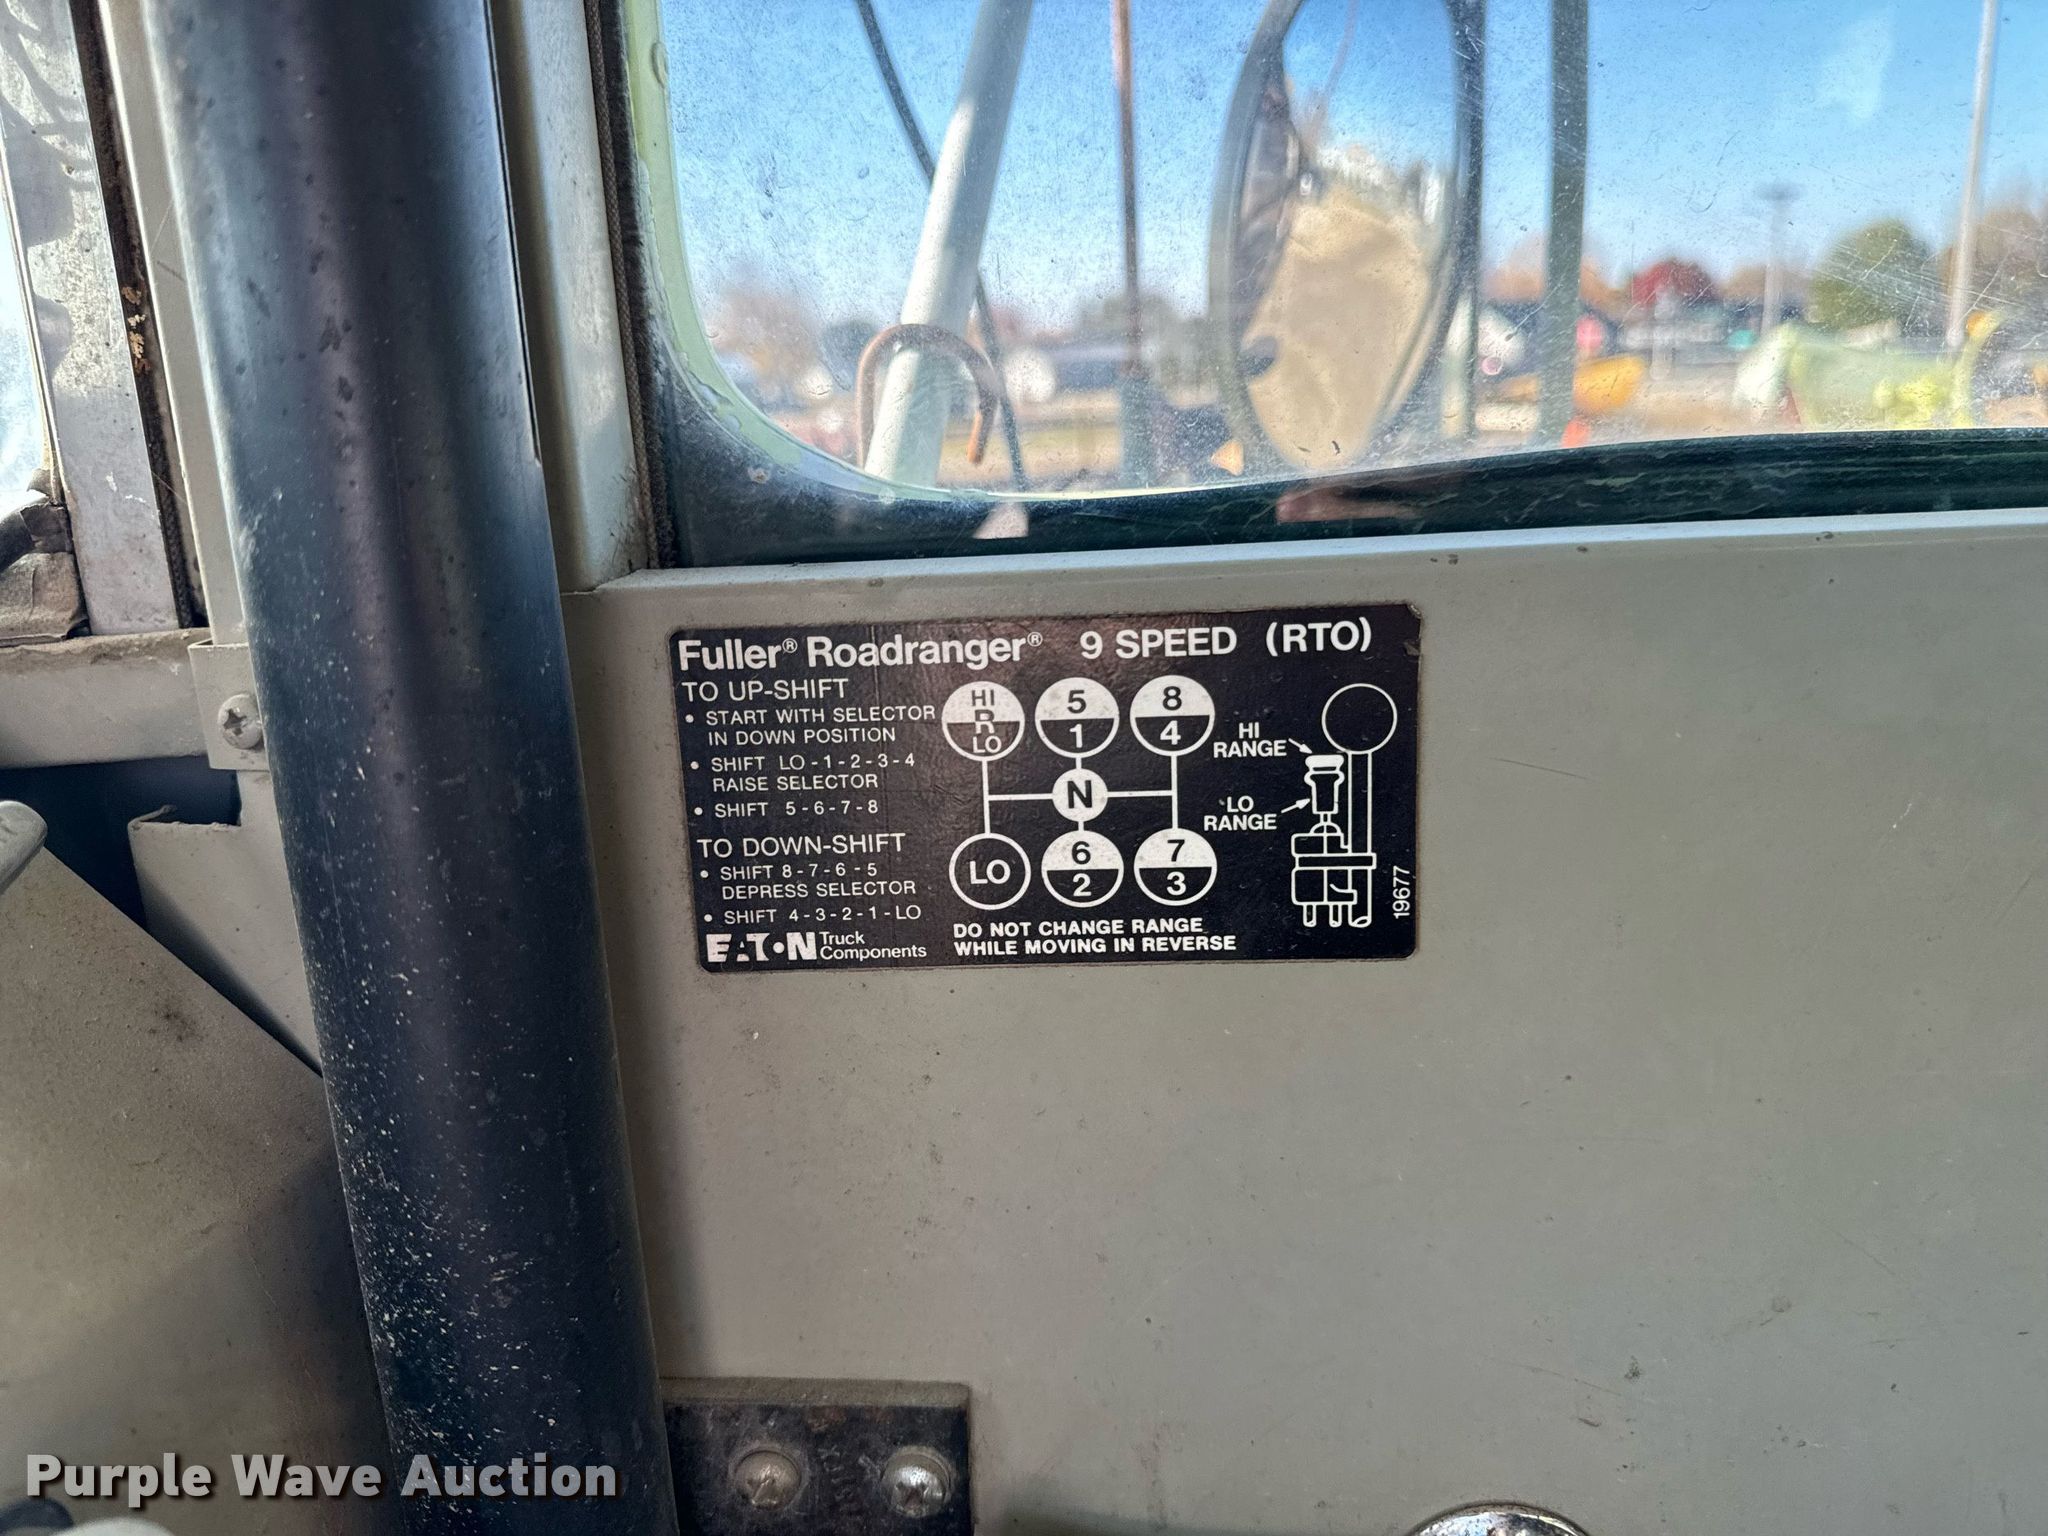 Fuller® Roadranger® 9 SPEED (RTO)
TO UP-SHIFT
• START WITH SELECTOR
IN DOWN POSITION
• SHIFT LO-1-2-3-4
RAISE SELECTOR
• SHIFT 5-6-7-8
TO DOWN-SHIFT
• SHIFT 8-7-6-5
DEPRESS SELECTOR
• SHIFT 4-3-2-1-LO
EATON Truck
Components
HI
R
LO
5
1
8
4
N
LO
6
2
7
3
HI
RANGE
LO
RANGE
DO NOT CHANGE RANGE
WHILE MOVING IN REVERSE
19677
Purple Wave Auction